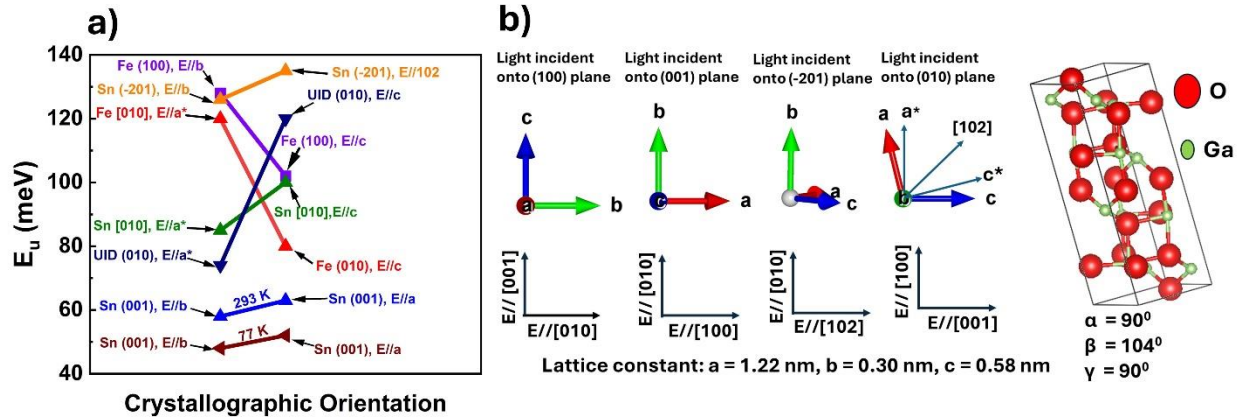 a)
E_u (meV)
140
120
100
80
60
40
Fe (100), E//b
Sn (-201), E//b
Fe [010], E//a*
Sn [010], E//a*
UID (010), E//a*
Sn (001), E//b
Sn (001), E//b
293 K
77 K
Sn (-201), E//102
UID (010), E//c
Fe (100), E//c
Sn [010],E//c
Fe (010), E//c
Sn (001), E//a
Sn (001), E//a
Crystallographic Orientation
b)
Light incident
onto (100) plane
c
a
b
E// [001]
E//[010]
Light incident
onto (001) plane
b
c
a
E// [010]
E//[100]
Light incident
onto (-201) plane
b
a
c
E// [010]
E//[102]
Light incident
onto (010) plane
a
a*
[102]
c*
b
c
E// [100]
E//[001]
Lattice constant: a = 1.22 nm, b = 0.30 nm, c = 0.58 nm
O
Ga
α = 90⁰
β = 104⁰
γ = 90⁰